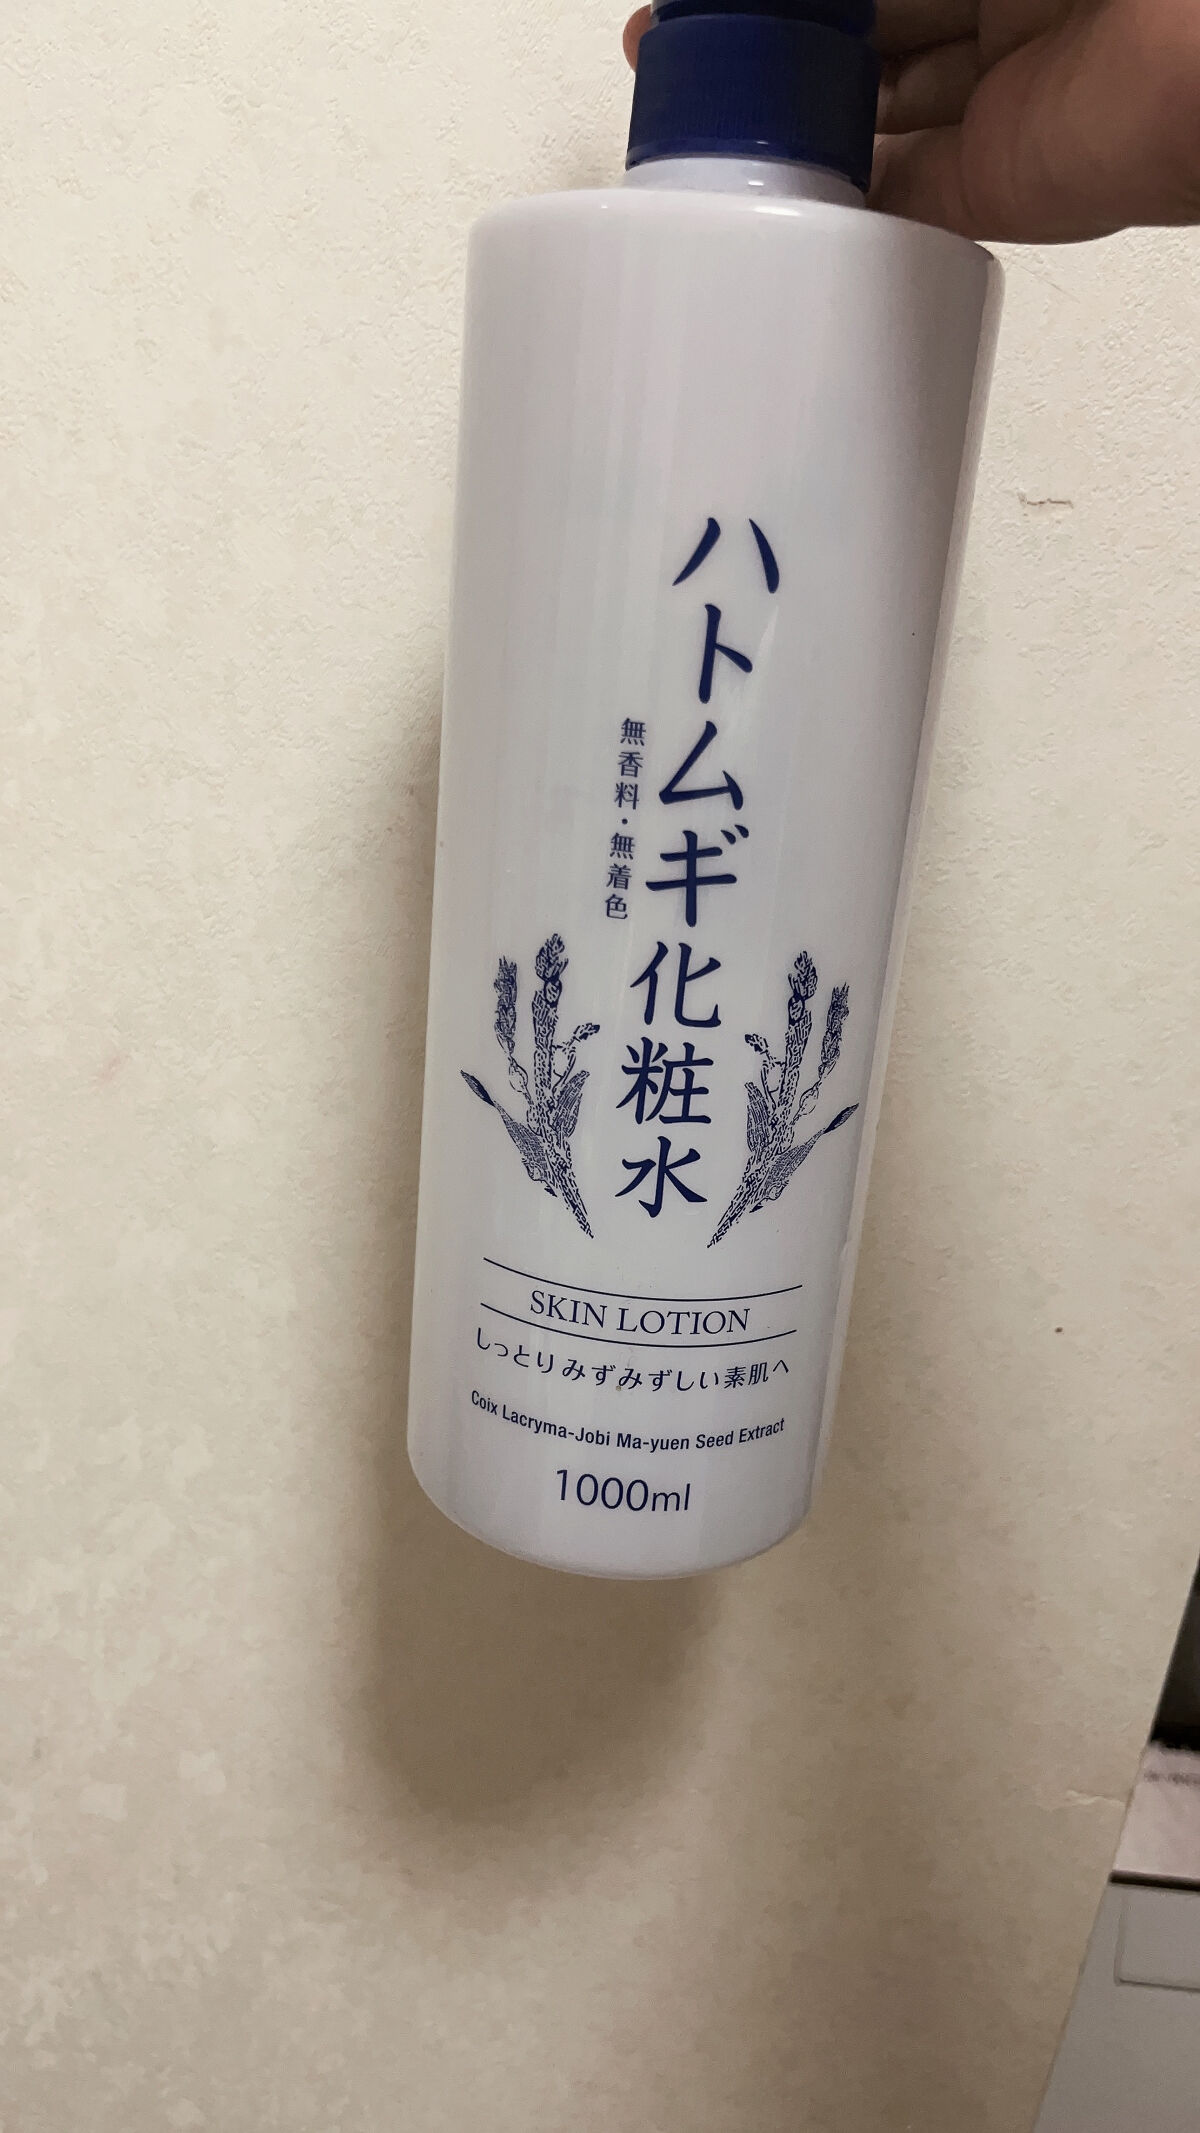 ハトムギ化粧水
無香料・無着色
SKIN LOTION
しっとりみずみずしい素肌へ
Coix Lacryma-Jobi Ma-yuen Seed Extract
1000ml